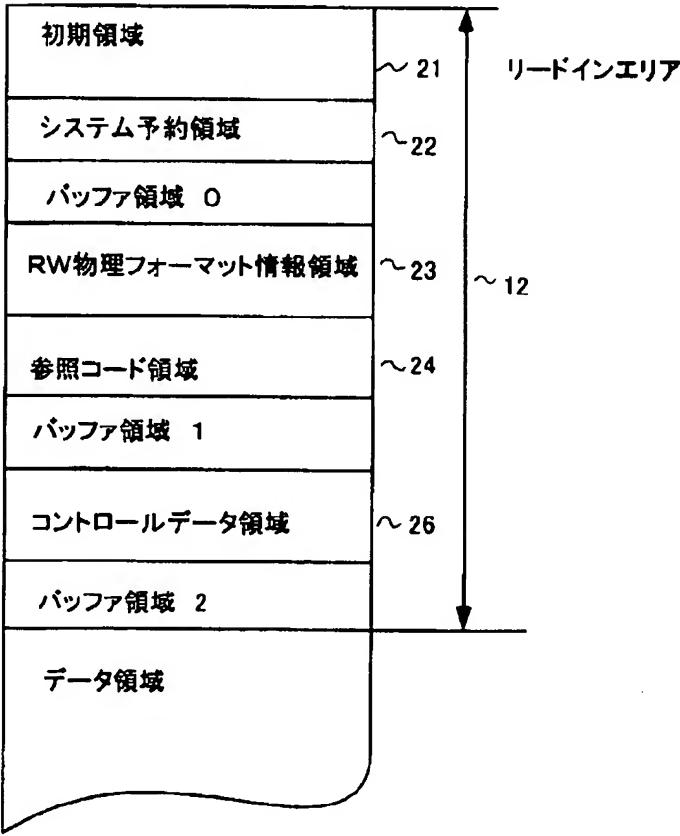 初期領域
～21 リードインエリア
システム予約領域 ～22
バッファ領域 0
RW物理フォーマット情報領域 ～23
～12
参照コード領域 ～24
バッファ領域 1
コントロールデータ領域 ～26
バッファ領域 2
データ領域